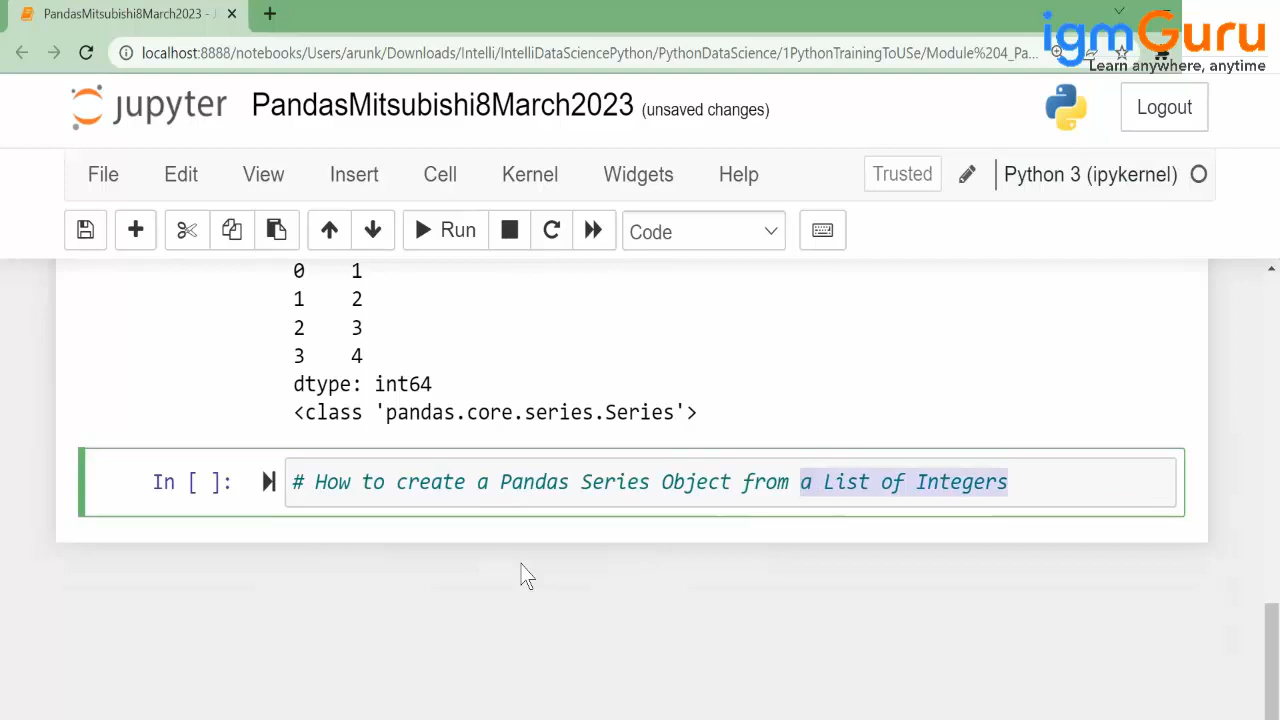 PandasMitsubishi8March2023 - J
igmGuru
Learn anywhere, anytime
localhost:8888/notebooks/Users/aruyk/Downloads/Intelli/IntelliDataSciencePython/PythonDataScience/1PythonTrainingToUSe/Module%204_Pa...
jupyter PandasMitsubishi8March2023 (unsaved changes) Logout
File Edit View Insert Cell Kernel Widgets Help Trusted Python 3 (ipykernel)
Run Code
0 1
1 2
2 3
3 4
dtype: int64
<class 'pandas.core.series.Series'>
In [ ]: # How to create a Pandas Series Object from a List of Integers